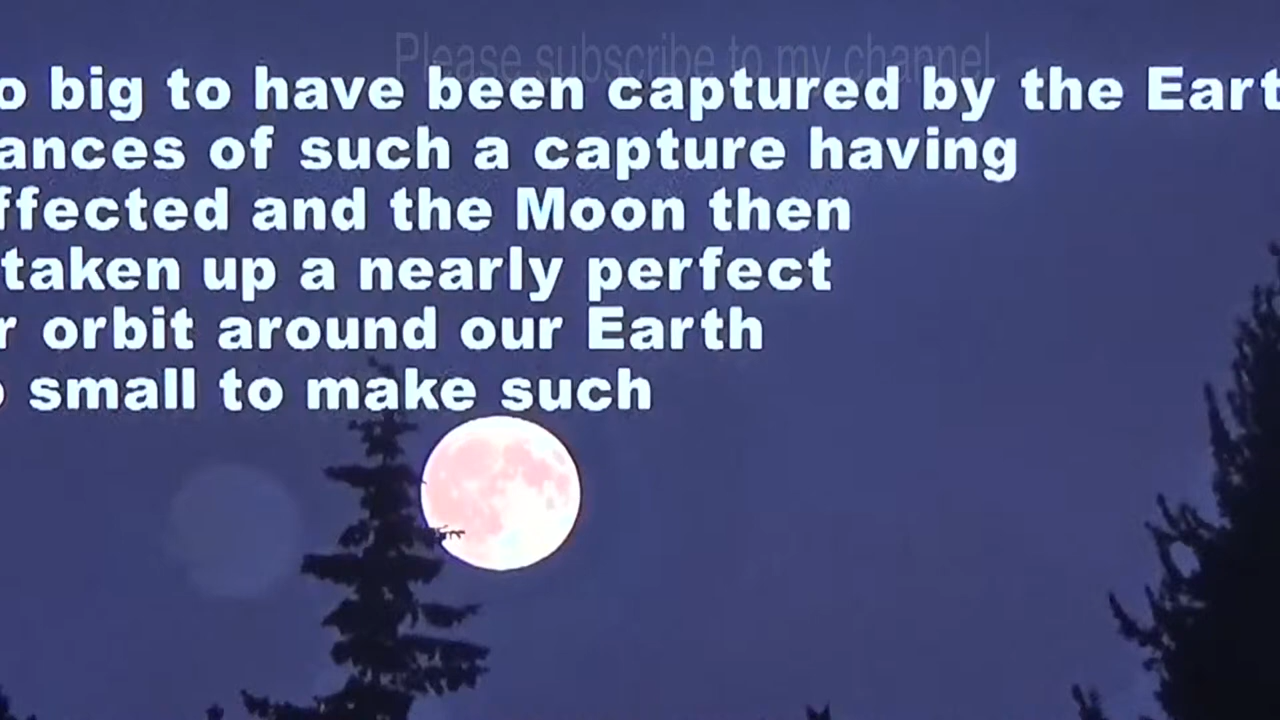 Please subscribe to my channel.
o big to have been captured by the Eart
ances of such a capture having
ffected and the Moon then
taken up a nearly perfect
r orbit around our Earth
o small to make such